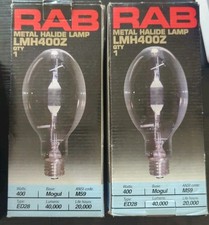 RAB
METAL HALIDE LAMP
LMH400Z
QTY
1
Watts
400
Base
Mogul
ANSI code
M59
Type
ED28
Lumens
40,000
Life hours
20,000
RAB
METAL HALIDE LAMP
LMH400Z
QTY
1
Watts
400
Base
Mogul
ANSI code
M59
Type
ED28
Lumens
40,000
Life hours
20,000